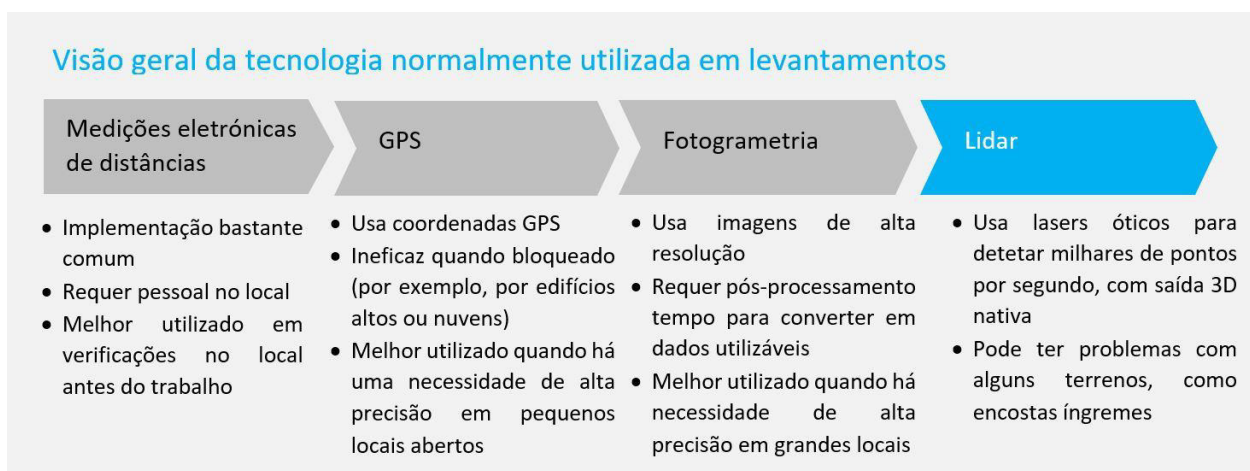 Visão geral da tecnologia normalmente utilizada em levantamentos
Medições eletrónicas
de distâncias
GPS
Fotogrametria
Lidar
• Implementação bastante
comum
• Requer pessoal no local
• Melhor utilizado em
verificações no local
antes do trabalho
• Usa coordenadas GPS
• Ineficaz quando bloqueado
(por exemplo, por edifícios
altos ou nuvens)
• Melhor utilizado quando há
uma necessidade de alta
precisão em pequenos
locais abertos
• Usa imagens de alta
resolução
• Requer pós-processamento
tempo para converter em
dados utilizáveis
• Melhor utilizado quando há
necessidade de alta
precisão em grandes locais
• Usa lasers óticos para
detetar milhares de pontos
por segundo, com saída 3D
nativa
• Pode ter problemas com
alguns terrenos, como
encostas íngremes